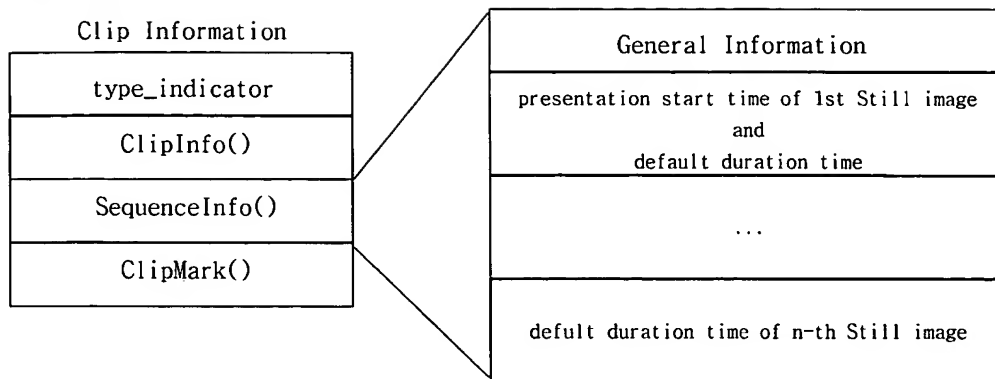 Clip Information
type_indicator
ClipInfo()
SequenceInfo()
ClipMark()
General Information
presentation start time of 1st Still image
and
default duration time
...
defult duration time of n-th Still image